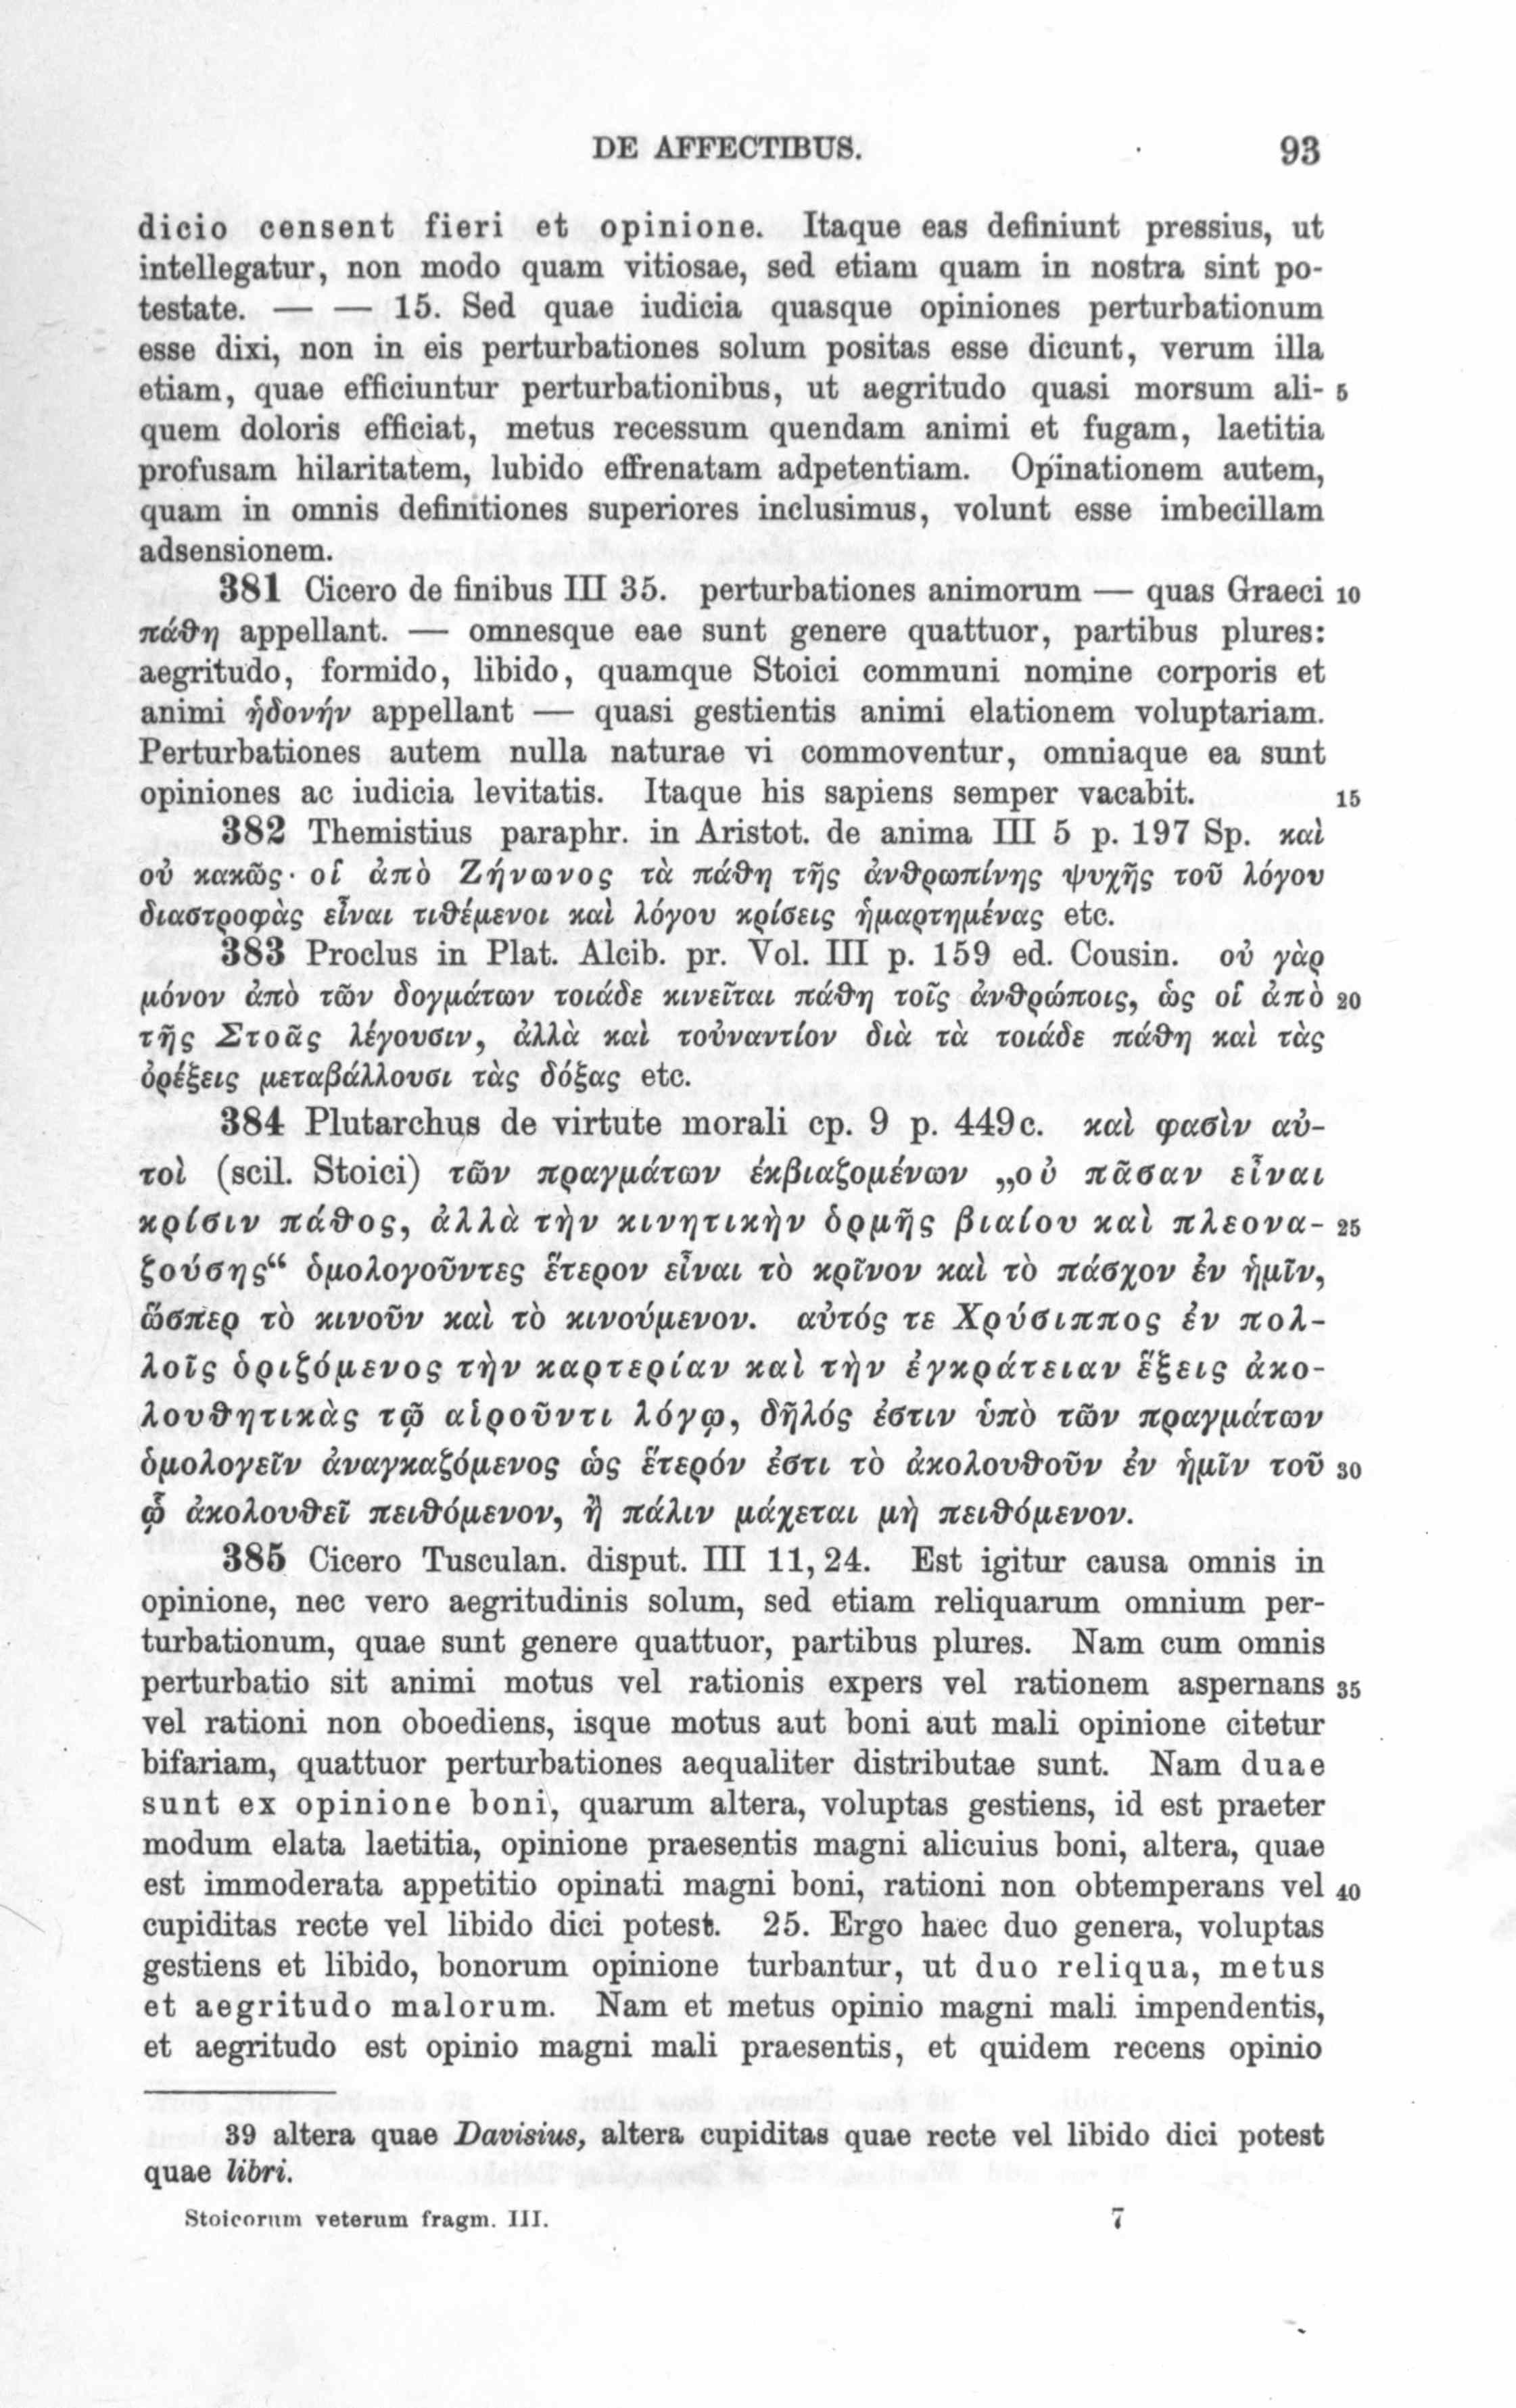 DE AFFECTIBUS. 93
dicio censent fieri et opinione. Itaque eas definiunt pressius, ut
intellegatur, non modo quam vitiosae, sed etiam quam in nostra sint po-
testate. — — 15. Sed quae iudicia quasque opiniones perturbationum
esse dixi, non in eis perturbationes solum positas esse dicunt, verum illa
etiam, quae efficiuntur perturbationibus, ut aegritudo quasi morsum ali- 5
quem doloris efficiat, metus recessum quendam animi et fugam, laetitia
profusam hilaritatem, lubido effrenatam adpetentiam. Opinationem autem,
quam in omnis definitiones superiores inclusimus, volunt esse imbecillam
adsensionem.
381 Cicero de finibus III 35. perturbationes animorum — quas Graeci 10
πάθη appellant. — omnesque eae sunt genere quattuor, partibus plures:
aegritudo, formido, libido, quamque Stoici communi nomine corporis et
animi ἡδονήν appellant — quasi gestientis animi elationem voluptariam.
Perturbationes autem nulla naturae vi commoventur, omniaque ea sunt
opiniones ac iudicia levitatis. Itaque his sapiens semper vacabit. 15
382 Themistius paraphr. in Aristot. de anima III 5 p. 197 Sp. καὶ
οὐ κακῶς· οἱ ἀπὸ Ζήνωνος τὰ πάθη τῆς ἀνθρωπίνης ψυχῆς τοῦ λόγου
διαστροφὰς εἶναι τιθέμενοι καὶ λόγου κρίσεις ἡμαρτημένας etc.
383 Proclus in Plat. Alcib. pr. Vol. III p. 159 ed. Cousin. οὐ γὰρ
μόνον ἀπὸ τῶν δογμάτων τοιάδε κινεῖται πάθη τοῖς ἀνθρώποις, ὡς οἱ ἀπὸ 20
τῆς Στοᾶς λέγουσιν, ἀλλὰ καὶ τοὐναντίον διὰ τὰ τοιάδε πάθη καὶ τὰς
ὀρέξεις μεταβάλλουσι τὰς δόξας etc.
384 Plutarchus de virtute morali cp. 9 p. 449c. καὶ φασὶν αὐ-
τοὶ (scil. Stoici) τῶν πραγμάτων ἐκβιαζομένων „οὐ πᾶσαν εἶναι
κρίσιν πάθος, ἀλλὰ τὴν κινητικὴν ὁρμῆς βιαίου καὶ πλεονα- 25
ζούσης“ ὁμολογοῦντες ἕτερον εἶναι τὸ κρῖνον καὶ τὸ πάσχον ἐν ἡμῖν,
ὥσπερ τὸ κινοῦν καὶ τὸ κινούμενον. αὐτός τε Χρύσιππος ἐν πολ-
λοῖς ὁριζόμενος τὴν καρτερίαν καὶ τὴν ἐγκράτειαν ἕξεις ἀκο-
λουθητικὰς τῷ αἱροῦντι λόγῳ, δῆλός ἐστιν ὑπὸ τῶν πραγμάτων
ὁμολογεῖν ἀναγκαζόμενος ὡς ἕτερόν ἐστι τὸ ἀκολουθοῦν ἐν ἡμῖν τοῦ 30
ᾧ ἀκολουθεῖ πειθόμενον, ἢ πάλιν μάχεται μὴ πειθόμενον.
385 Cicero Tusculan. disput. III 11, 24. Est igitur causa omnis in
opinione, nec vero aegritudinis solum, sed etiam reliquarum omnium per-
turbationum, quae sunt genere quattuor, partibus plures. Nam cum omnis
perturbatio sit animi motus vel rationis expers vel rationem aspernans 35
vel rationi non oboediens, isque motus aut boni aut mali opinione citetur
bifariam, quattuor perturbationes aequaliter distributae sunt. Nam duae
sunt ex opinione boni, quarum altera, voluptas gestiens, id est praeter
modum elata laetitia, opinione praesentis magni alicuius boni, altera, quae
est immoderata appetitio opinati magni boni, rationi non obtemperans vel 40
cupiditas recte vel libido dici potest. 25. Ergo haec duo genera, voluptas
gestiens et libido, bonorum opinione turbantur, ut duo reliqua, metus
et aegritudo malorum. Nam et metus opinio magni mali impendentis,
et aegritudo est opinio magni mali praesentis, et quidem recens opinio
39 altera quae Davisius, altera cupiditas quae recte vel libido dici potest
quae libri.
Stoicorum veterum fragm. III. 7